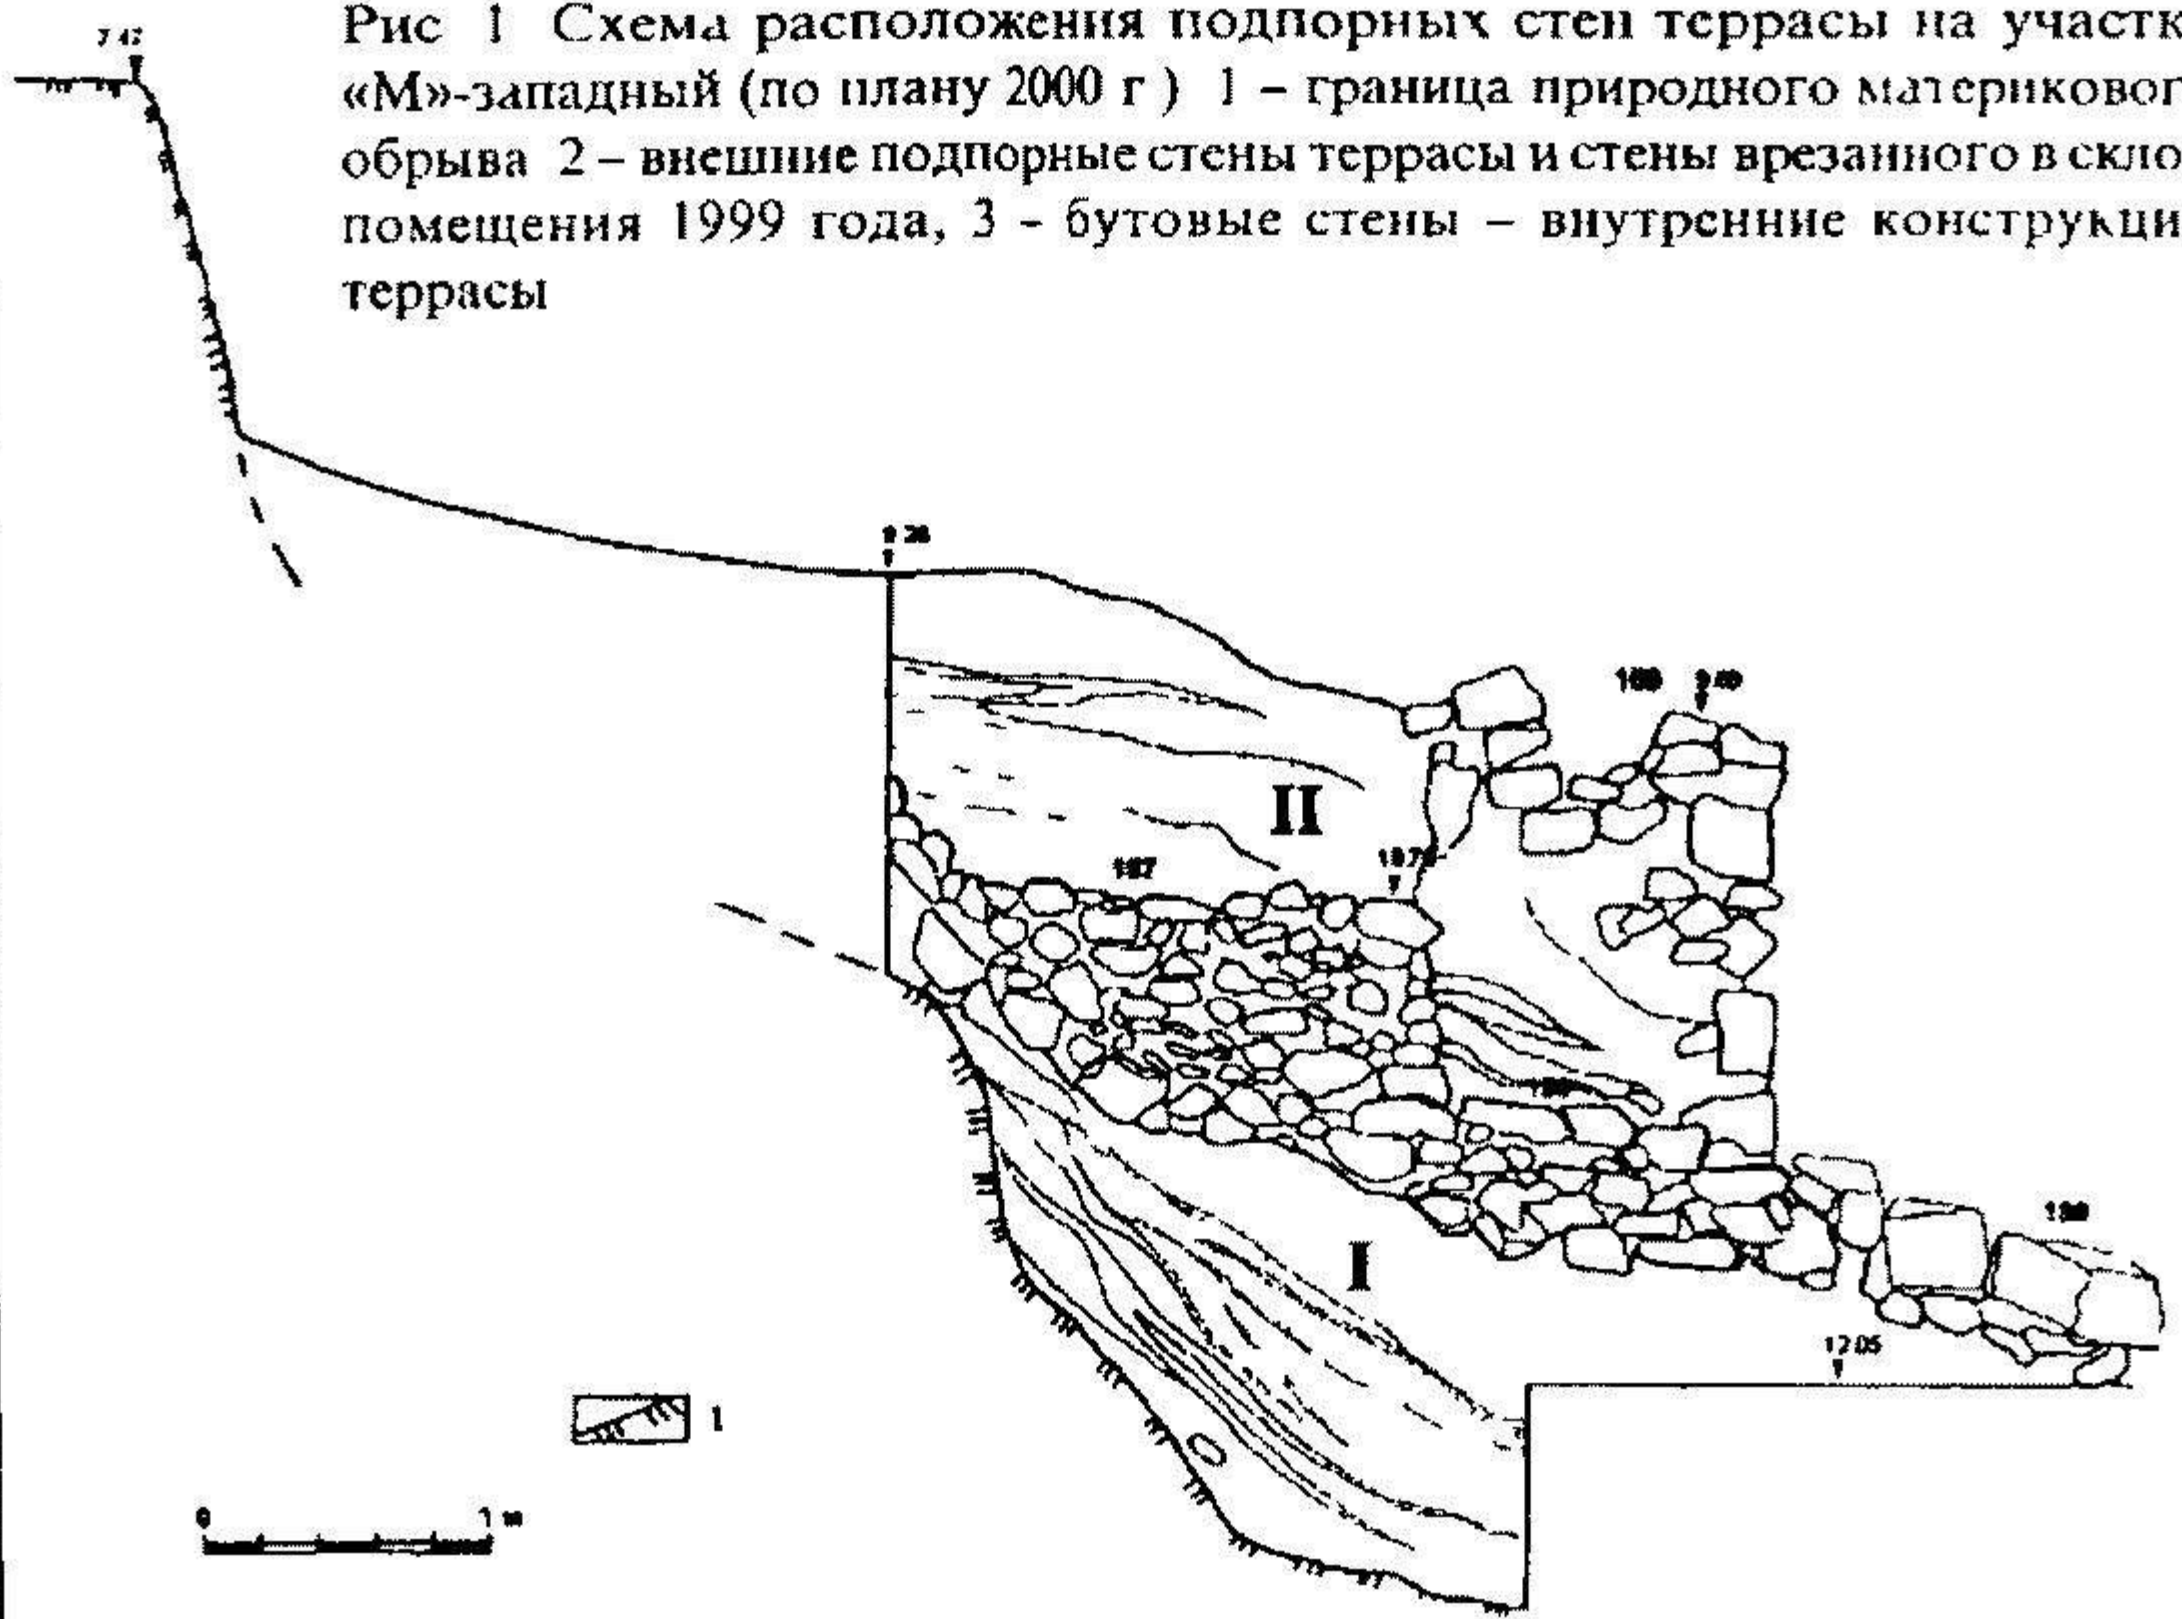 Рис 1 Схема расположения подпорных стен террасы на участк
«М»-западный (по плану 2000 г ) 1 – граница природного материковог
обрыва 2 – внешние подпорные стены террасы и стены врезанного в скло
помещения 1999 года, 3 - бутовые стены – внутренние конструкци
террасы
II
197
I
12 05
1
0 1 м